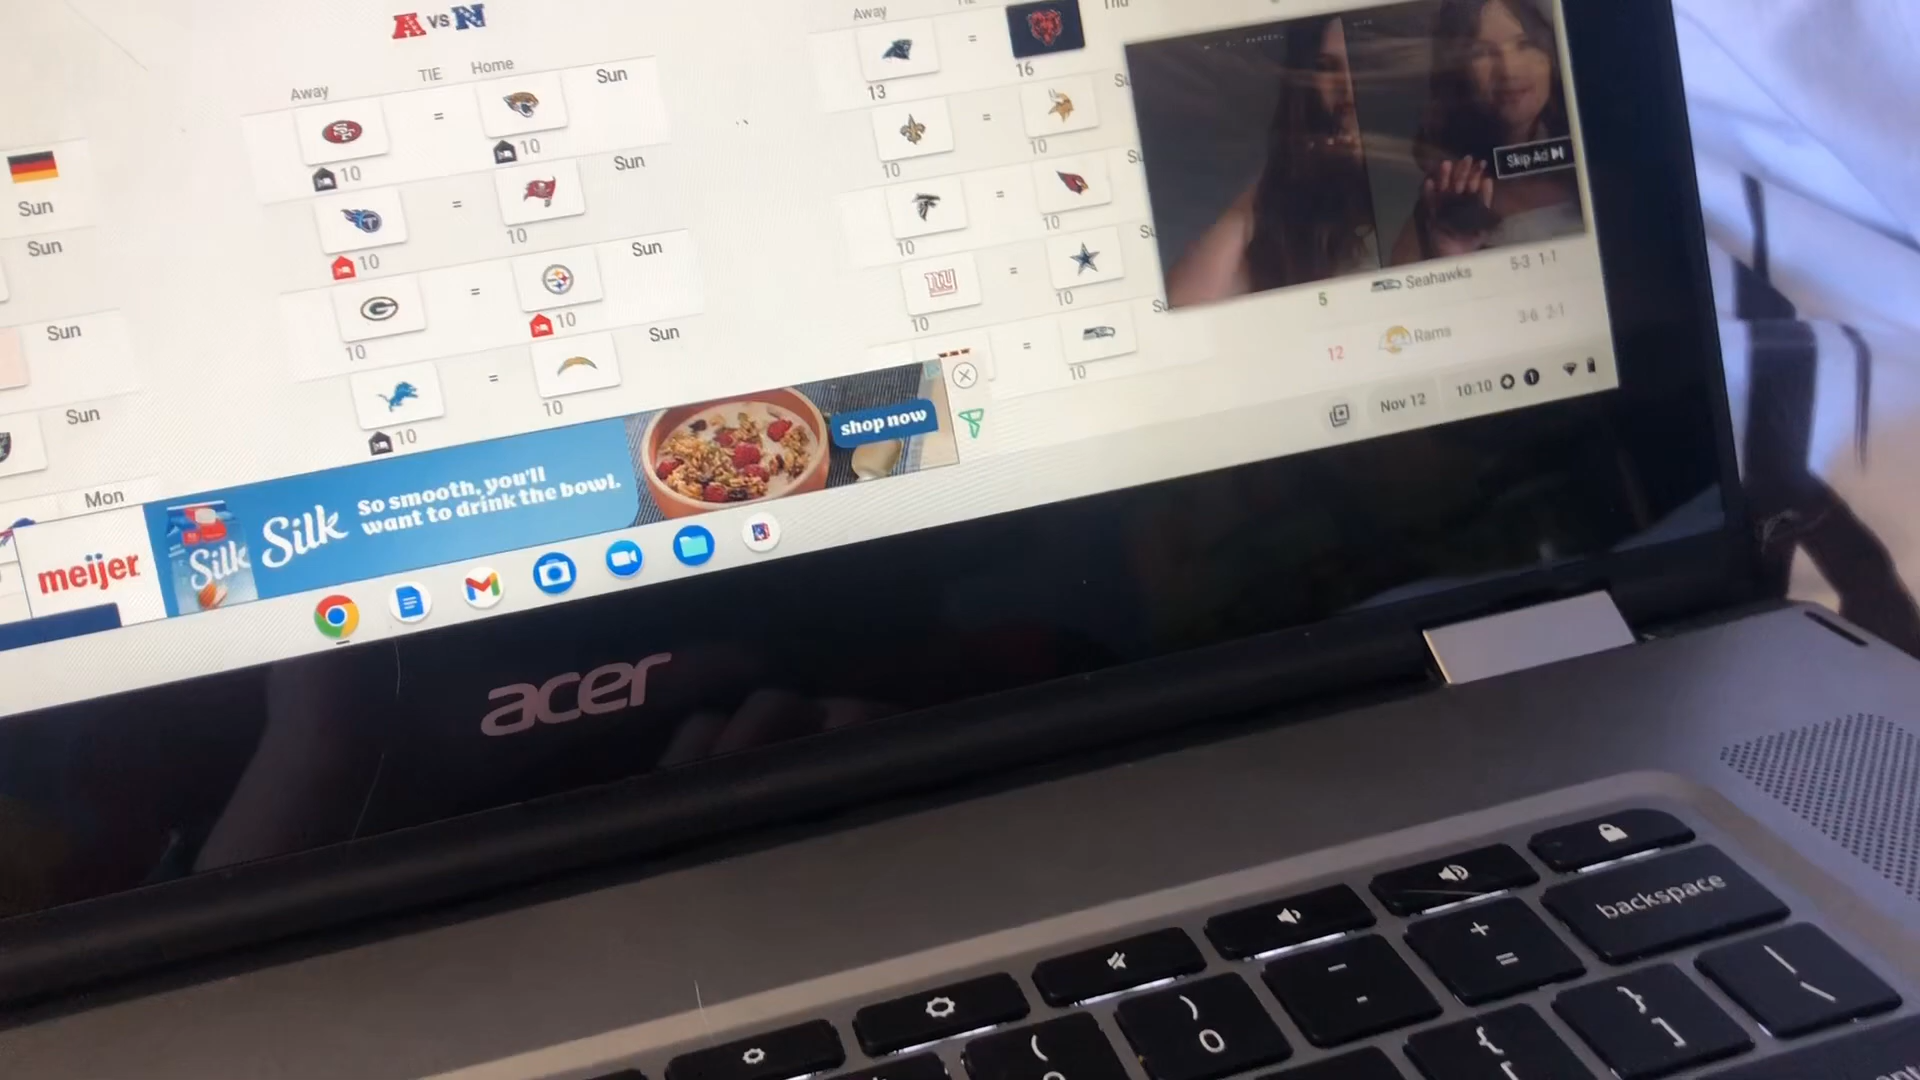 A vs N
Away TIE Home Sun
= 
10 10
Sun
=
10 10
Sun
=
10 10
Sun
=
10 10
Sun
Sun
Sun
Sun
Mon
Away Thu
=
13 16
=
10 10
=
10 10
=
10 10
=
10
Skip Ad
5 Seahawks 5-3 1-1
12 Rams 3-6 2-1
meijer
Silk
Silk
So smooth, you'll
want to drink the bowl.
shop now
Nov 12 10:10
acer
backspace
+
=
-
)
0
(
{
[
}
]
|
\